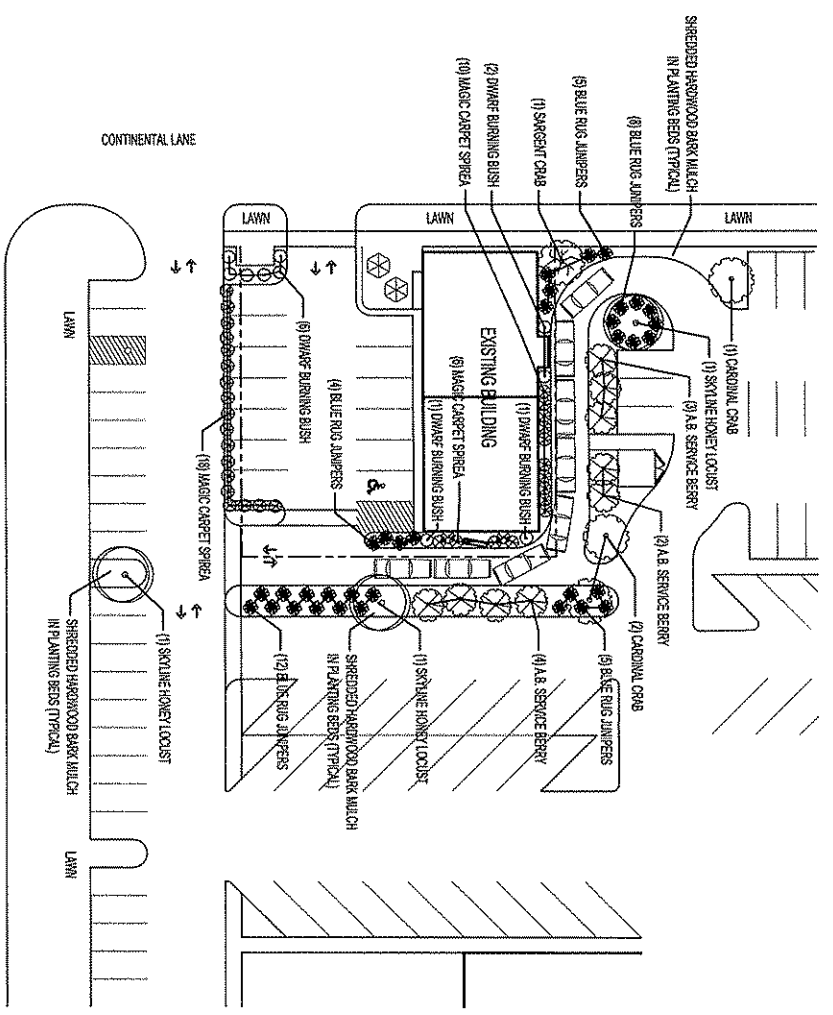 SHREDDED HARDWOOD BARK MULCH
IN PLANTING BEDS (TYPICAL)
(8) BLUE RUG JUNIPERS
(5) BLUE RUG JUNIPERS
(1) SARGENT CRAB
(2) DWARF BURNING BUSH
(10) MAGIC CARPET SPIREA
CONTINENTAL LANE
LAWN
LAWN
LAWN
(1) CARDINAL CRAB
(1) SKYLINE HONEY LOCUST
(3) A.B. SERVICE BERRY
(2) A.B. SERVICE BERRY
(2) CARDINAL CRAB
(5) BLUE RUG JUNIPERS
(4) A.B. SERVICE BERRY
(1) SKYLINE HONEY LOCUST
SHREDDED HARDWOOD BARK MULCH
IN PLANTING BEDS (TYPICAL)
(12) BLUE RUG JUNIPERS
EXISTING BUILDING
(1) DWARF BURNING BUSH
(6) MAGIC CARPET SPIREA
(1) DWARF BURNING BUSH
(4) BLUE RUG JUNIPERS
(6) DWARF BURNING BUSH
(18) MAGIC CARPET SPIREA
LAWN
(1) SKYLINE HONEY LOCUST
SHREDDED HARDWOOD BARK MULCH
IN PLANTING BEDS (TYPICAL)
LAWN